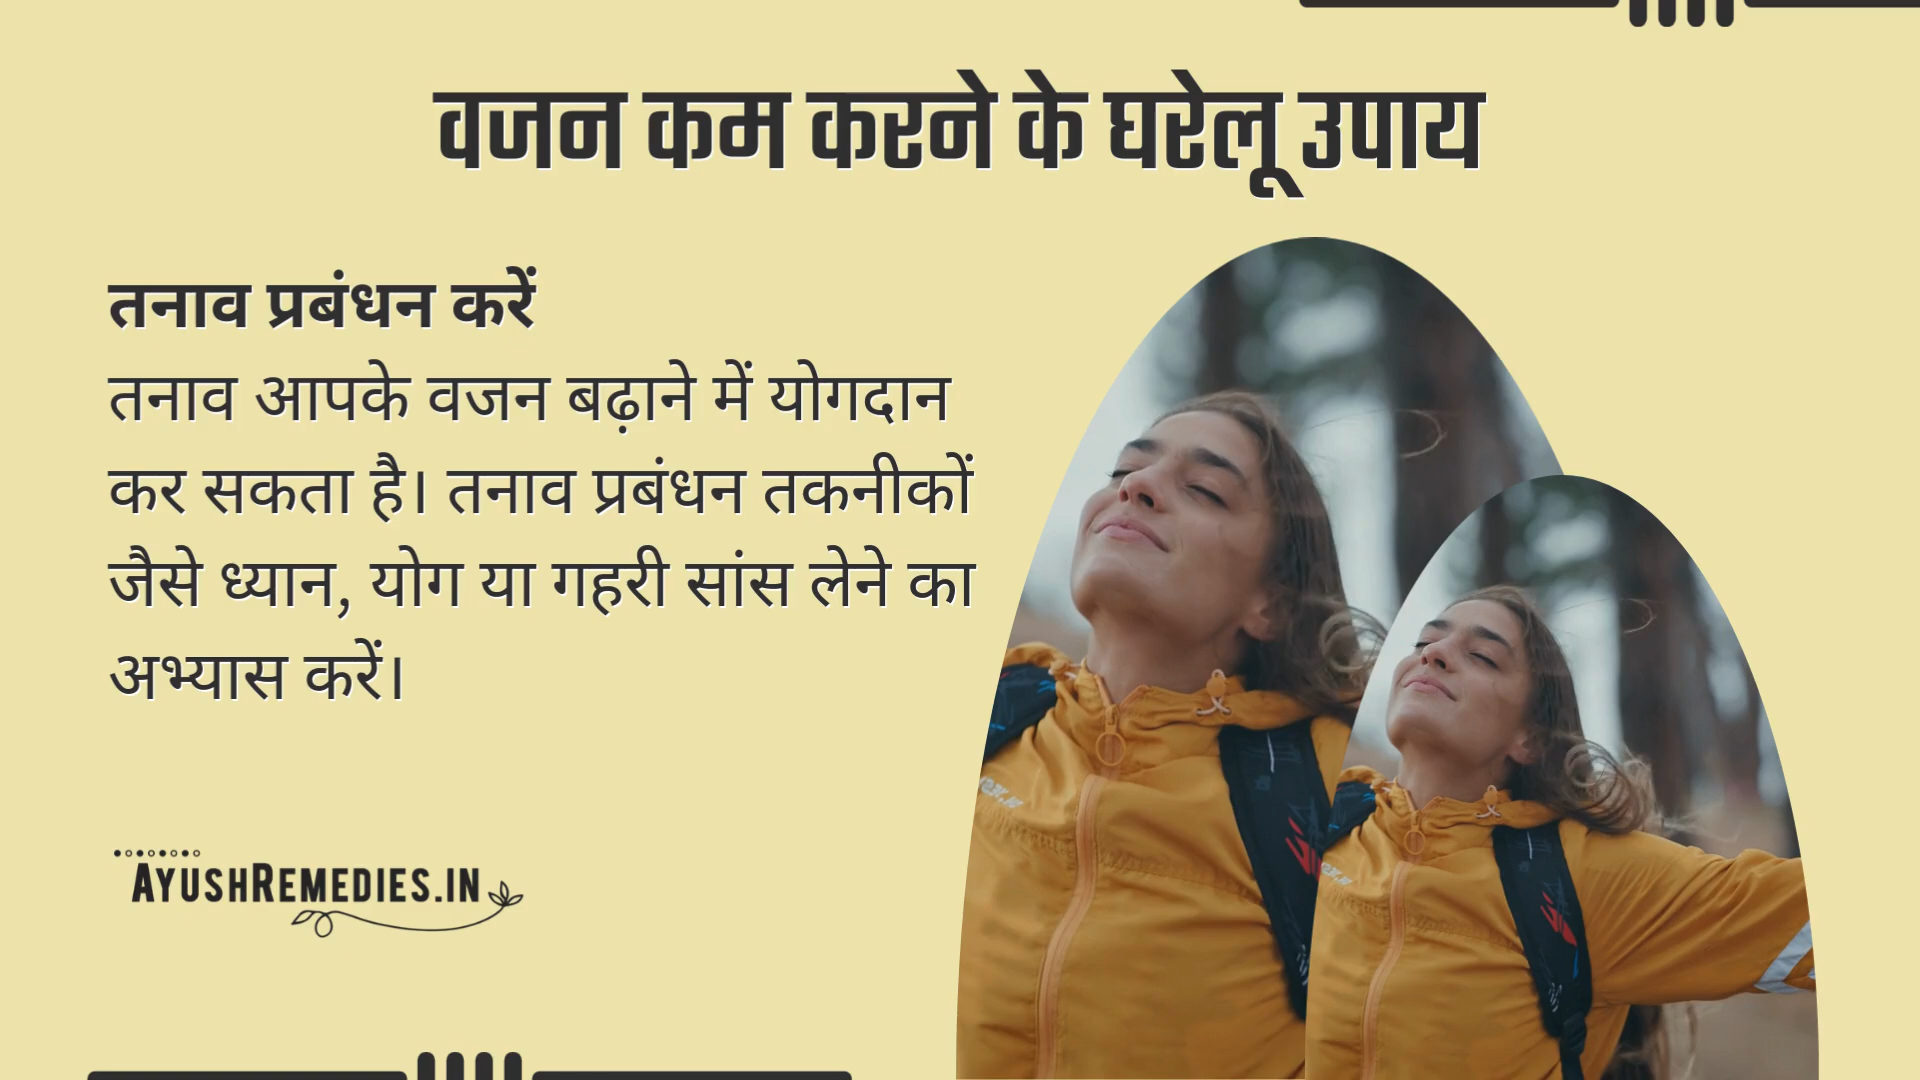 वजन कम करने के घरेलू उपाय
तनाव प्रबंधन करें
तनाव आपके वजन बढ़ाने में योगदान
कर सकता है। तनाव प्रबंधन तकनीकों
जैसे ध्यान, योग या गहरी सांस लेने का
अभ्यास करें।
AYUSHREMEDIES.IN